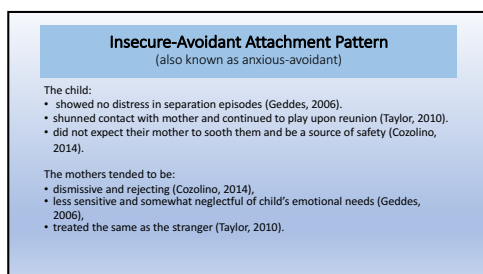 Insecure-Avoidant Attachment Pattern
(also known as anxious-avoidant)
The child:
• showed no distress in separation episodes (Geddes, 2006).
• shunned contact with mother and continued to play upon reunion (Taylor, 2010).
• did not expect their mother to sooth them and be a source of safety (Cozolino,
2014).
The mothers tended to be:
• dismissive and rejecting (Cozolino, 2014),
• less sensitive and somewhat neglectful of child's emotional needs (Geddes,
2006),
• treated the same as the stranger (Taylor, 2010).